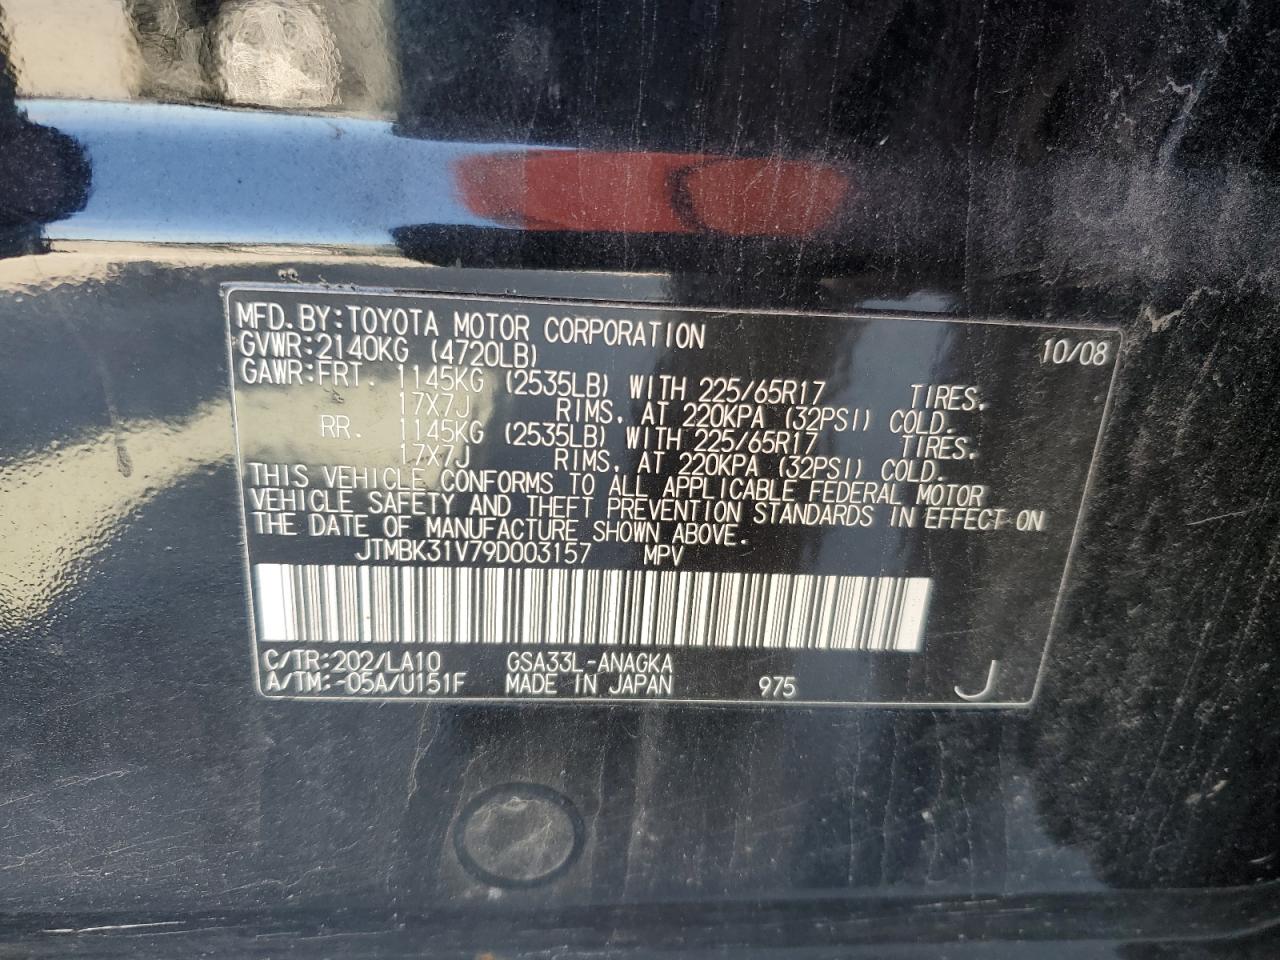 MFD.BY:TOYOTA MOTOR CORPORATION 10/08
GVWR:2140KG (4720LB)
GAWR:FRT. 1145KG (2535LB) WITH 225/65R17 TIRES.
17X7J RIMS, AT 220KPA (32PSI) COLD.
RR. 1145KG (2535LB) WITH 225/65R17 TIRES.
17X7J RIMS, AT 220KPA (32PSI) COLD.
THIS VEHICLE CONFORMS TO ALL APPLICABLE FEDERAL MOTOR
VEHICLE SAFETY AND THEFT PREVENTION STANDARDS IN EFFECT ON
THE DATE OF MANUFACTURE SHOWN ABOVE.
JTMBK31V79D003157 MPV
C/TR:202/LA10 GSA33L-ANAGKA
A/TM:-05A/U151F MADE IN JAPAN 975 J